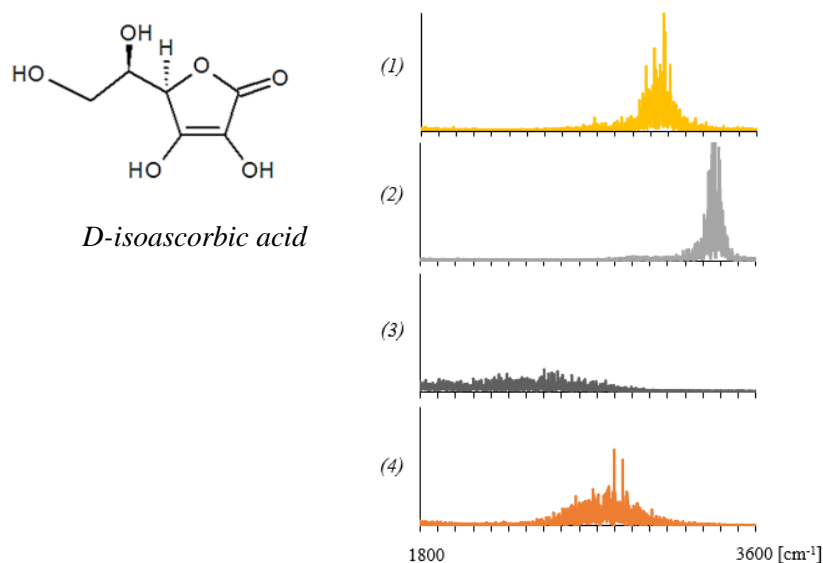 OH
H
HO
O
O
HO
OH
D-isoascorbic acid
(1)
(2)
(3)
(4)
1800
3600 [cm⁻¹]